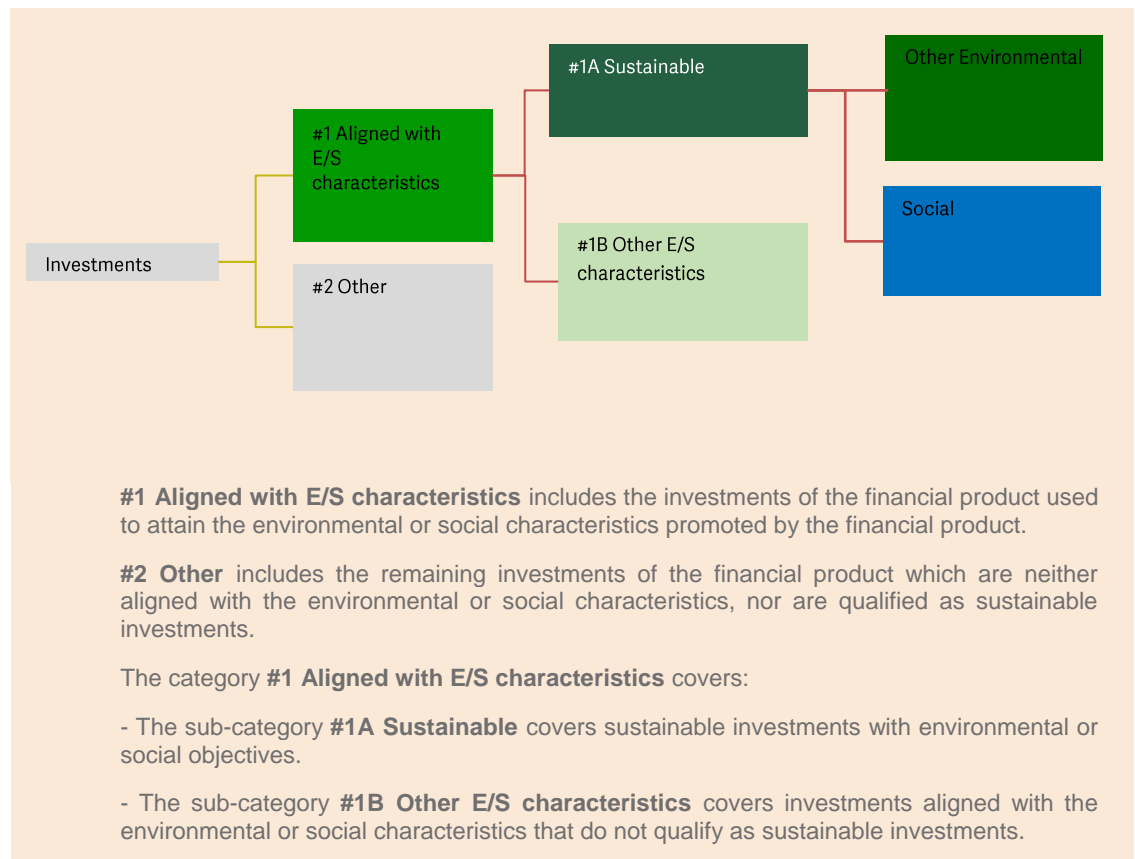 #1A Sustainable
Other Environmental
#1 Aligned with
E/S
characteristics
Social
#1B Other E/S
characteristics
Investments
#2 Other
#1 Aligned with E/S characteristics includes the investments of the financial product used
to attain the environmental or social characteristics promoted by the financial product.
#2 Other includes the remaining investments of the financial product which are neither
aligned with the environmental or social characteristics, nor are qualified as sustainable
investments.
The category #1 Aligned with E/S characteristics covers:
- The sub-category #1A Sustainable covers sustainable investments with environmental or
social objectives.
- The sub-category #1B Other E/S characteristics covers investments aligned with the
environmental or social characteristics that do not qualify as sustainable investments.